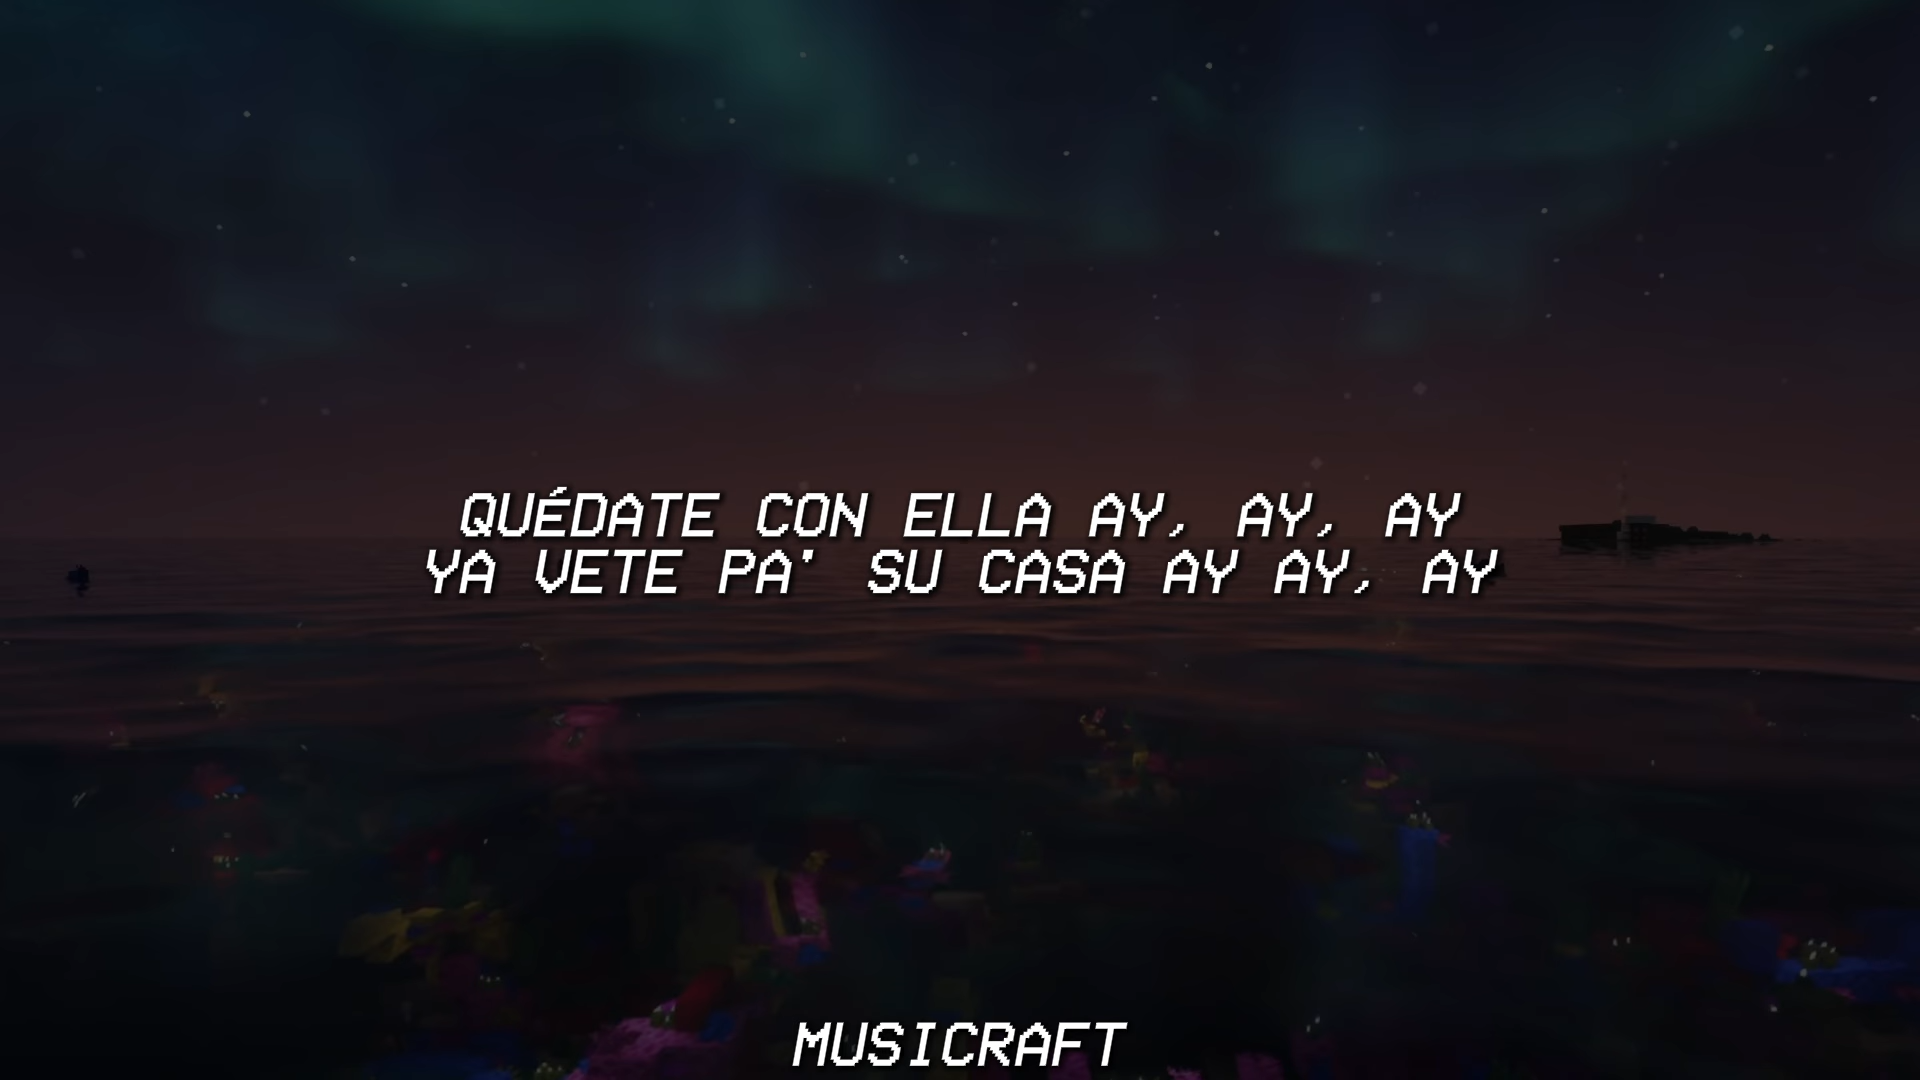 QUÉDATE CON ELLA AY, AY, AY
YA VETE PA' SU CASA AY AY, AY
MUSICRAFT